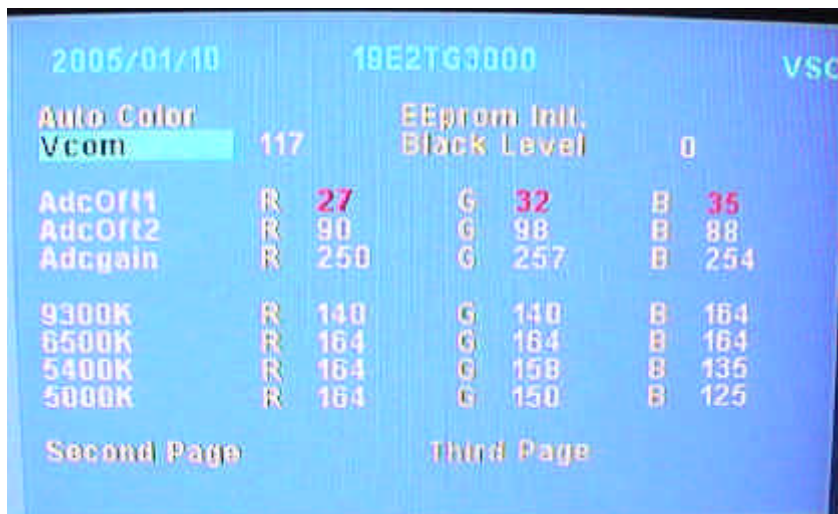 2005/01/10 19E2TG3000 VSC
Auto Color EEprom Init.
Vcom 117 Black Level 0
AdcOft1 R 27 G 32 B 35
AdcOft2 R 90 G 98 B 88
Adcgain R 250 G 257 B 254
9300K R 140 G 140 B 164
6500K R 164 G 164 B 164
5400K R 164 G 158 B 135
5000K R 164 G 150 B 125
Second Page Third Page